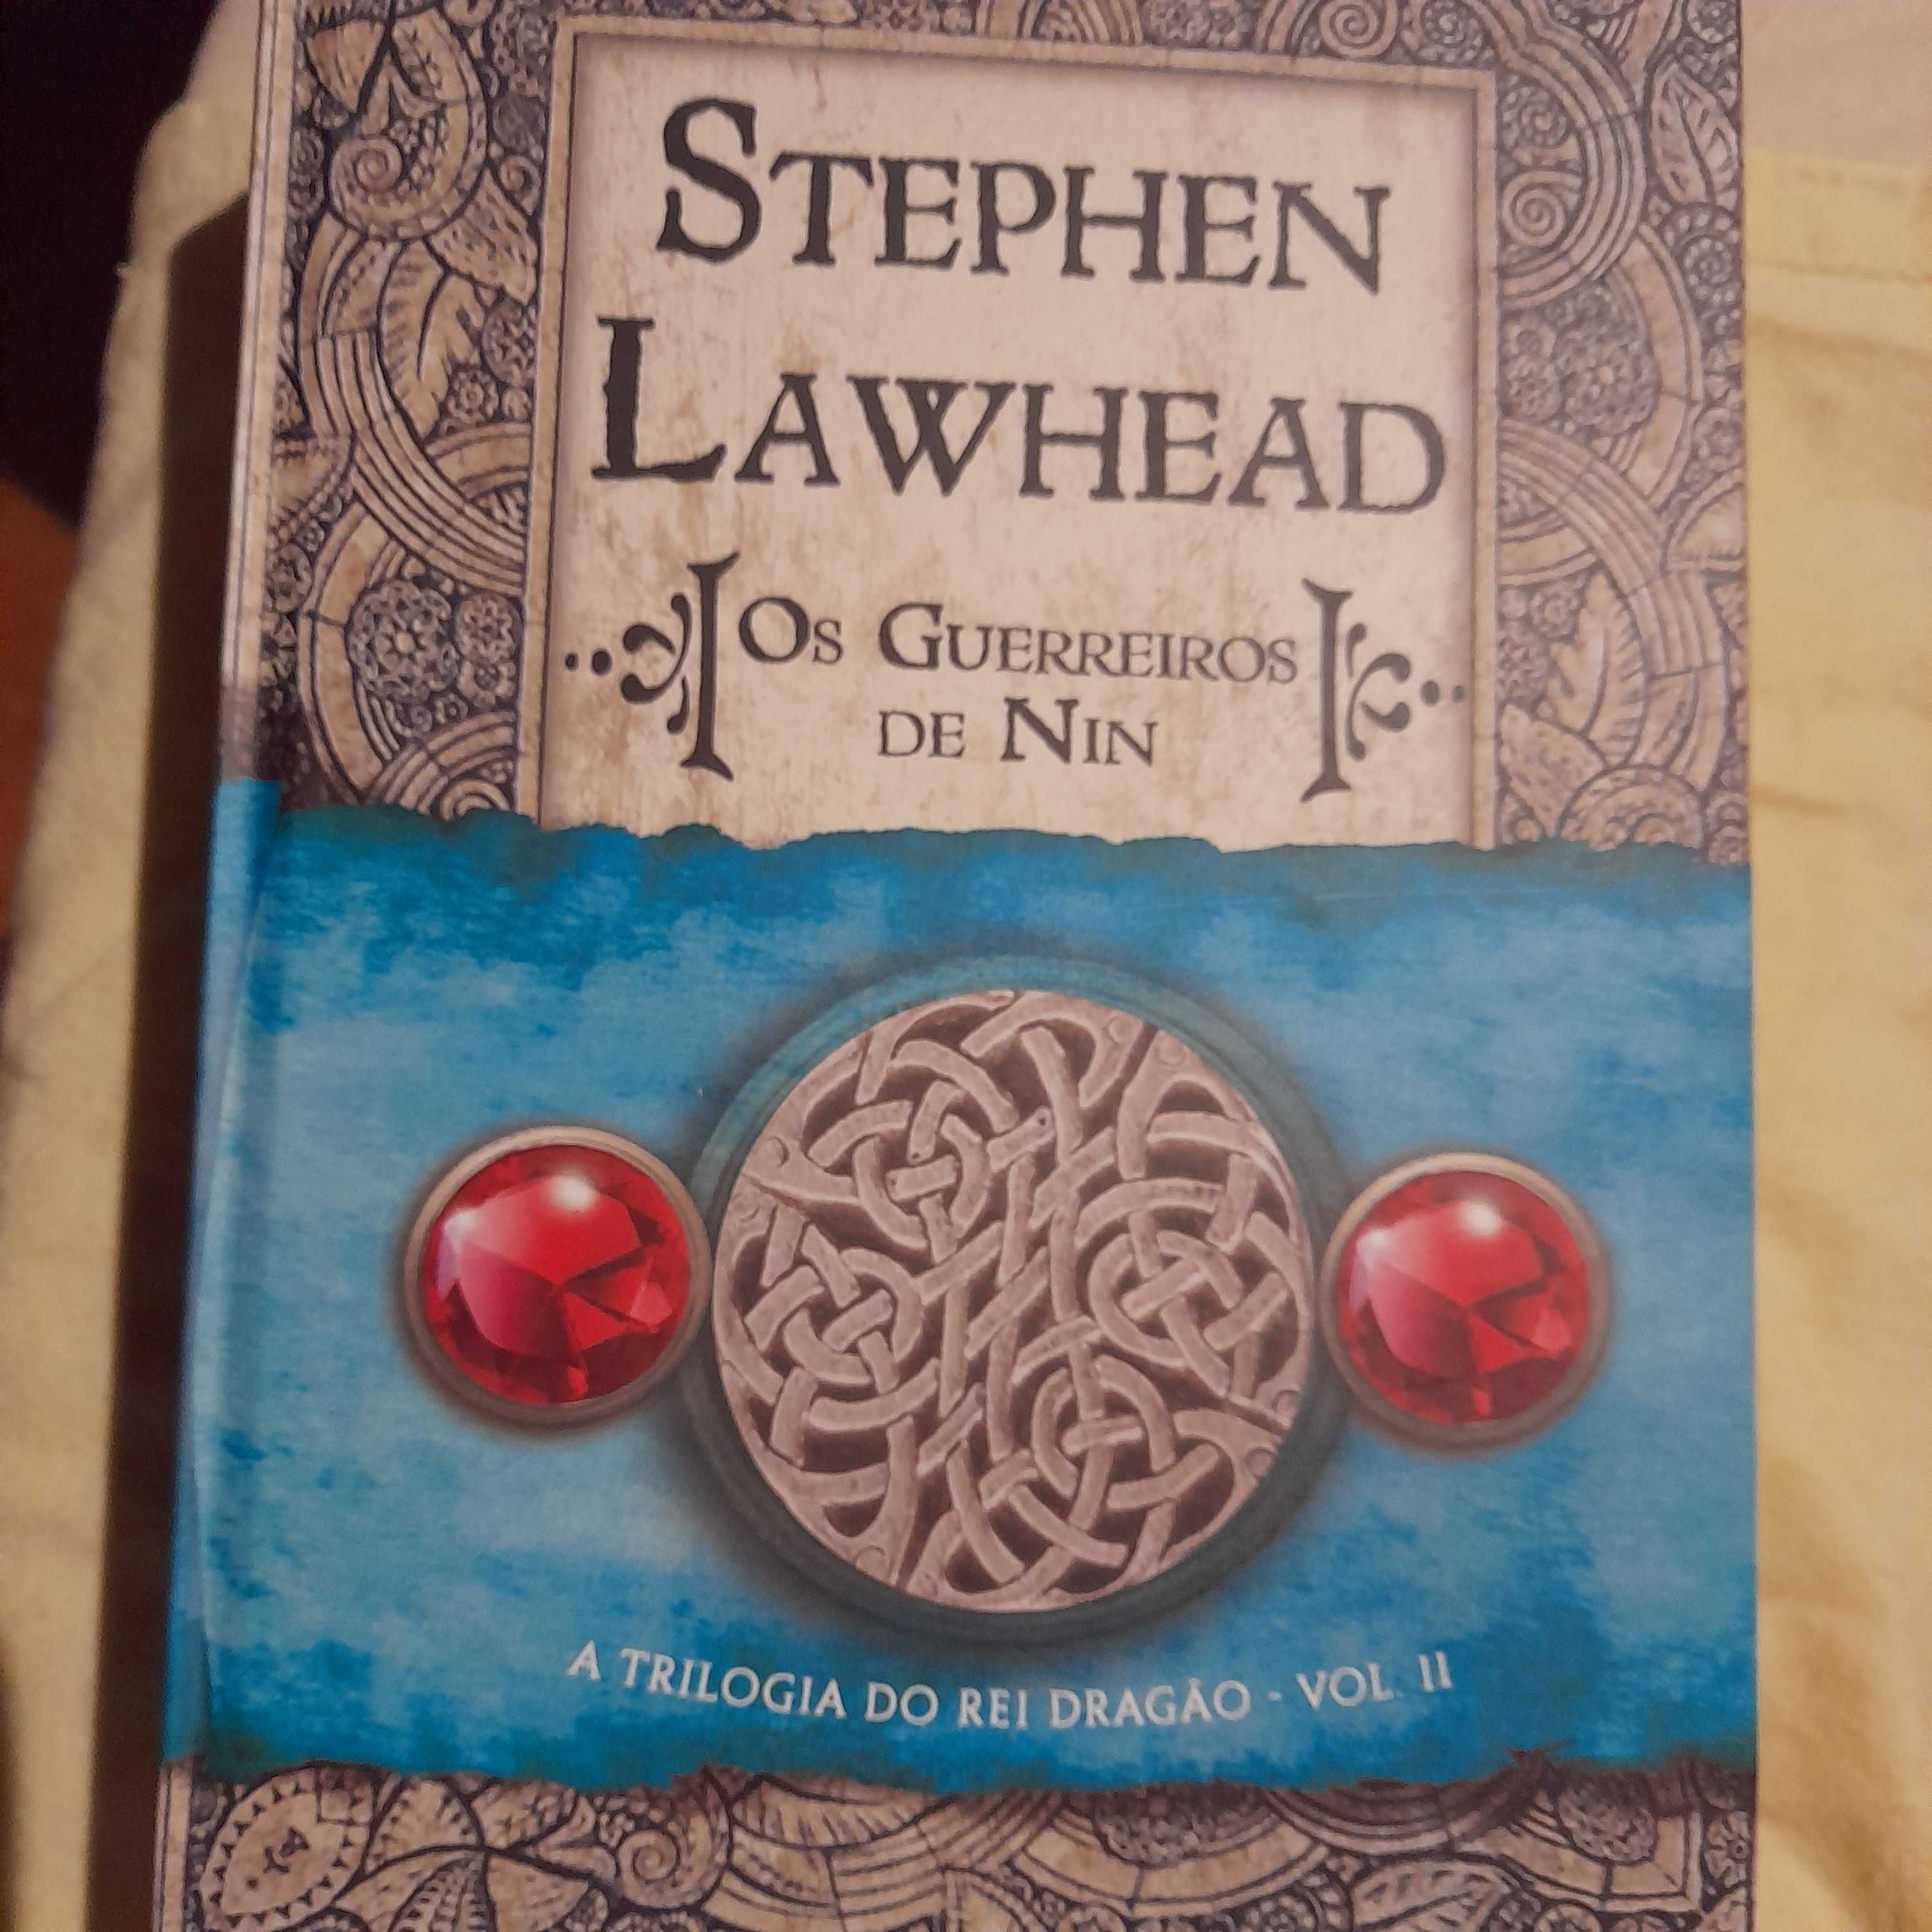 STEPHEN
LAWHEAD
OS GUERREIROS
DE NIN
A TRILOGIA DO REI DRAGÃO - VOL. II